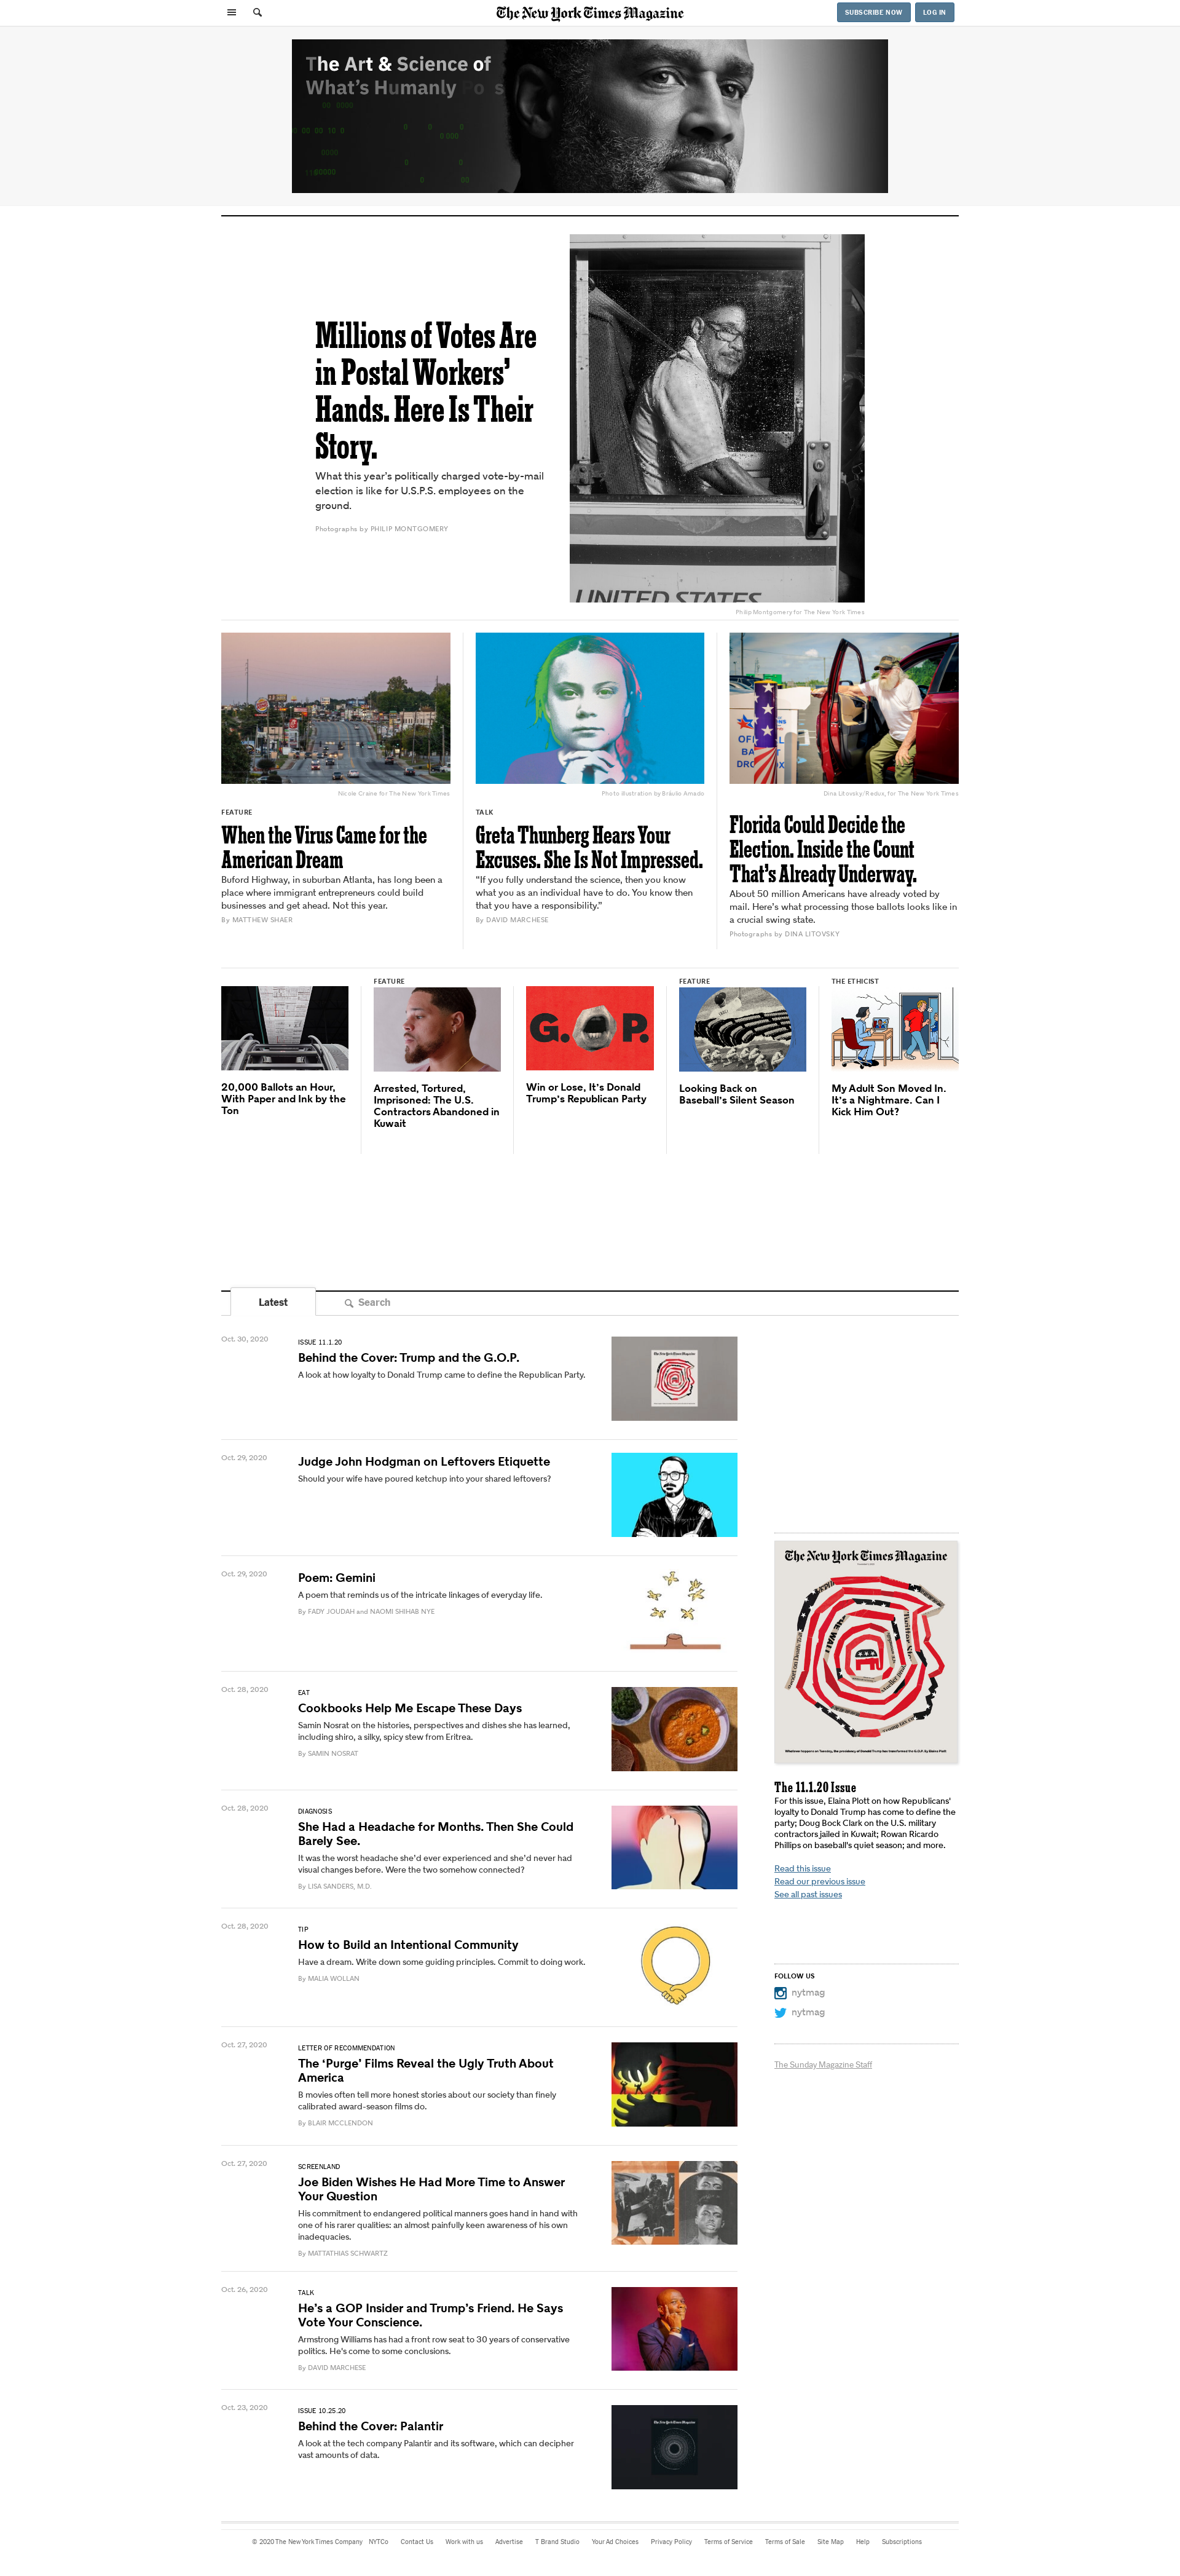 The New York Times Magazine
SUBSCRIBE NOW
LOG IN
The Art & Science of
What's Humanly
Millions of Votes Are
in Postal Workers'
Hands. Here Is Their
Story.
What this year's politically charged vote-by-mail
election is like for U.S.P.S. employees on the
ground.
Photographs by PHILIP MONTGOMERY
UNITED STATES
Philip Montgomery for The New York Times
Nicole Craine for The New York Times
FEATURE
When the Virus Came for the
American Dream
Buford Highway, in suburban Atlanta, has long been a
place where immigrant entrepreneurs could build
businesses and get ahead. Not this year.
By MATTHEW SHAER
Photo illustration by Bráulio Amado
TALK
Greta Thunberg Hears Your
Excuses. She Is Not Impressed.
"If you fully understand the science, then you know
what you as an individual have to do. You know then
that you have a responsibility."
By DAVID MARCHESE
Dina Litovsky/Redux, for The New York Times
Florida Could Decide the
Election. Inside the Count
That's Already Underway.
About 50 million Americans have already voted by
mail. Here's what processing those ballots looks like in
a crucial swing state.
Photographs by DINA LITOVSKY
20,000 Ballots an Hour,
With Paper and Ink by the
Ton
FEATURE
Arrested, Tortured,
Imprisoned: The U.S.
Contractors Abandoned in
Kuwait
G.O.P.
Win or Lose, It's Donald
Trump's Republican Party
FEATURE
Looking Back on
Baseball's Silent Season
THE ETHICIST
My Adult Son Moved In.
It's a Nightmare. Can I
Kick Him Out?
Latest
Search
Oct. 30, 2020
ISSUE 11.1.20
Behind the Cover: Trump and the G.O.P.
A look at how loyalty to Donald Trump came to define the Republican Party.
Oct. 29, 2020
Judge John Hodgman on Leftovers Etiquette
Should your wife have poured ketchup into your shared leftovers?
Oct. 29, 2020
Poem: Gemini
A poem that reminds us of the intricate linkages of everyday life.
By FADY JOUDAH and NAOMI SHIHAB NYE
Oct. 28, 2020
EAT
Cookbooks Help Me Escape These Days
Samin Nosrat on the histories, perspectives and dishes she has learned,
including shiro, a silky, spicy stew from Eritrea.
By SAMIN NOSRAT
Oct. 28, 2020
DIAGNOSIS
She Had a Headache for Months. Then She Could
Barely See.
It was the worst headache she'd ever experienced and she'd never had
visual changes before. Were the two somehow connected?
By LISA SANDERS, M.D.
Oct. 28, 2020
TIP
How to Build an Intentional Community
Have a dream. Write down some guiding principles. Commit to doing work.
By MALIA WOLLAN
Oct. 27, 2020
LETTER OF RECOMMENDATION
The 'Purge' Films Reveal the Ugly Truth About
America
B movies often tell more honest stories about our society than finely
calibrated award-season films do.
By BLAIR MCCLENDON
Oct. 27, 2020
SCREENLAND
Joe Biden Wishes He Had More Time to Answer
Your Question
His commitment to endangered political manners goes hand in hand with
one of his rarer qualities: an almost painfully keen awareness of his own
inadequacies.
By MATTATHIAS SCHWARTZ
Oct. 26, 2020
TALK
He's a GOP Insider and Trump's Friend. He Says
Vote Your Conscience.
Armstrong Williams has had a front row seat to 30 years of conservative
politics. He's come to some conclusions.
By DAVID MARCHESE
Oct. 23, 2020
ISSUE 10.25.20
Behind the Cover: Palantir
A look at the tech company Palantir and its software, which can decipher
vast amounts of data.
The New York Times Magazine
Whatever happens on Tuesday, the presidency of Donald Trump has transformed the G.O.P. by Elaina Plott
The 11.1.20 Issue
For this issue, Elaina Plott on how Republicans'
loyalty to Donald Trump has come to define the
party; Doug Bock Clark on the U.S. military
contractors jailed in Kuwait; Rowan Ricardo
Phillips on baseball's quiet season; and more.
Read this issue
Read our previous issue
See all past issues
FOLLOW US
nytmag
nytmag
The Sunday Magazine Staff
© 2020 The New York Times Company NYTCo Contact Us Work with us Advertise T Brand Studio Your Ad Choices Privacy Policy Terms of Service Terms of Sale Site Map Help Subscriptions